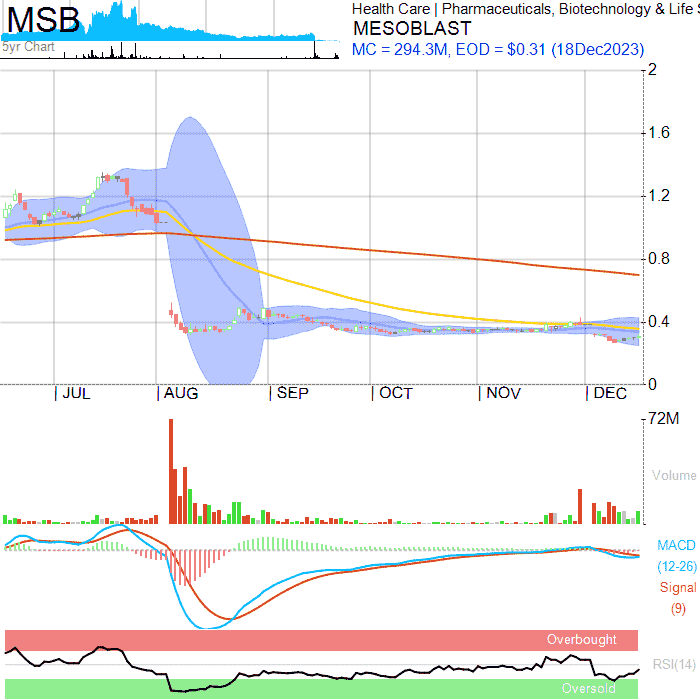 MSB
5yr Chart
Health Care | Pharmaceuticals, Biotechnology & Life S
MESOBLAST
MC = 294.3M, EOD = $0.31 (18Dec2023)
2
1.6
1.2
0.8
0.4
0
JUL
AUG
SEP
OCT
NOV
DEC
72M
Volume
MACD
(12-26)
Signal
(9)
Overbought
RSI(14)
Oversold